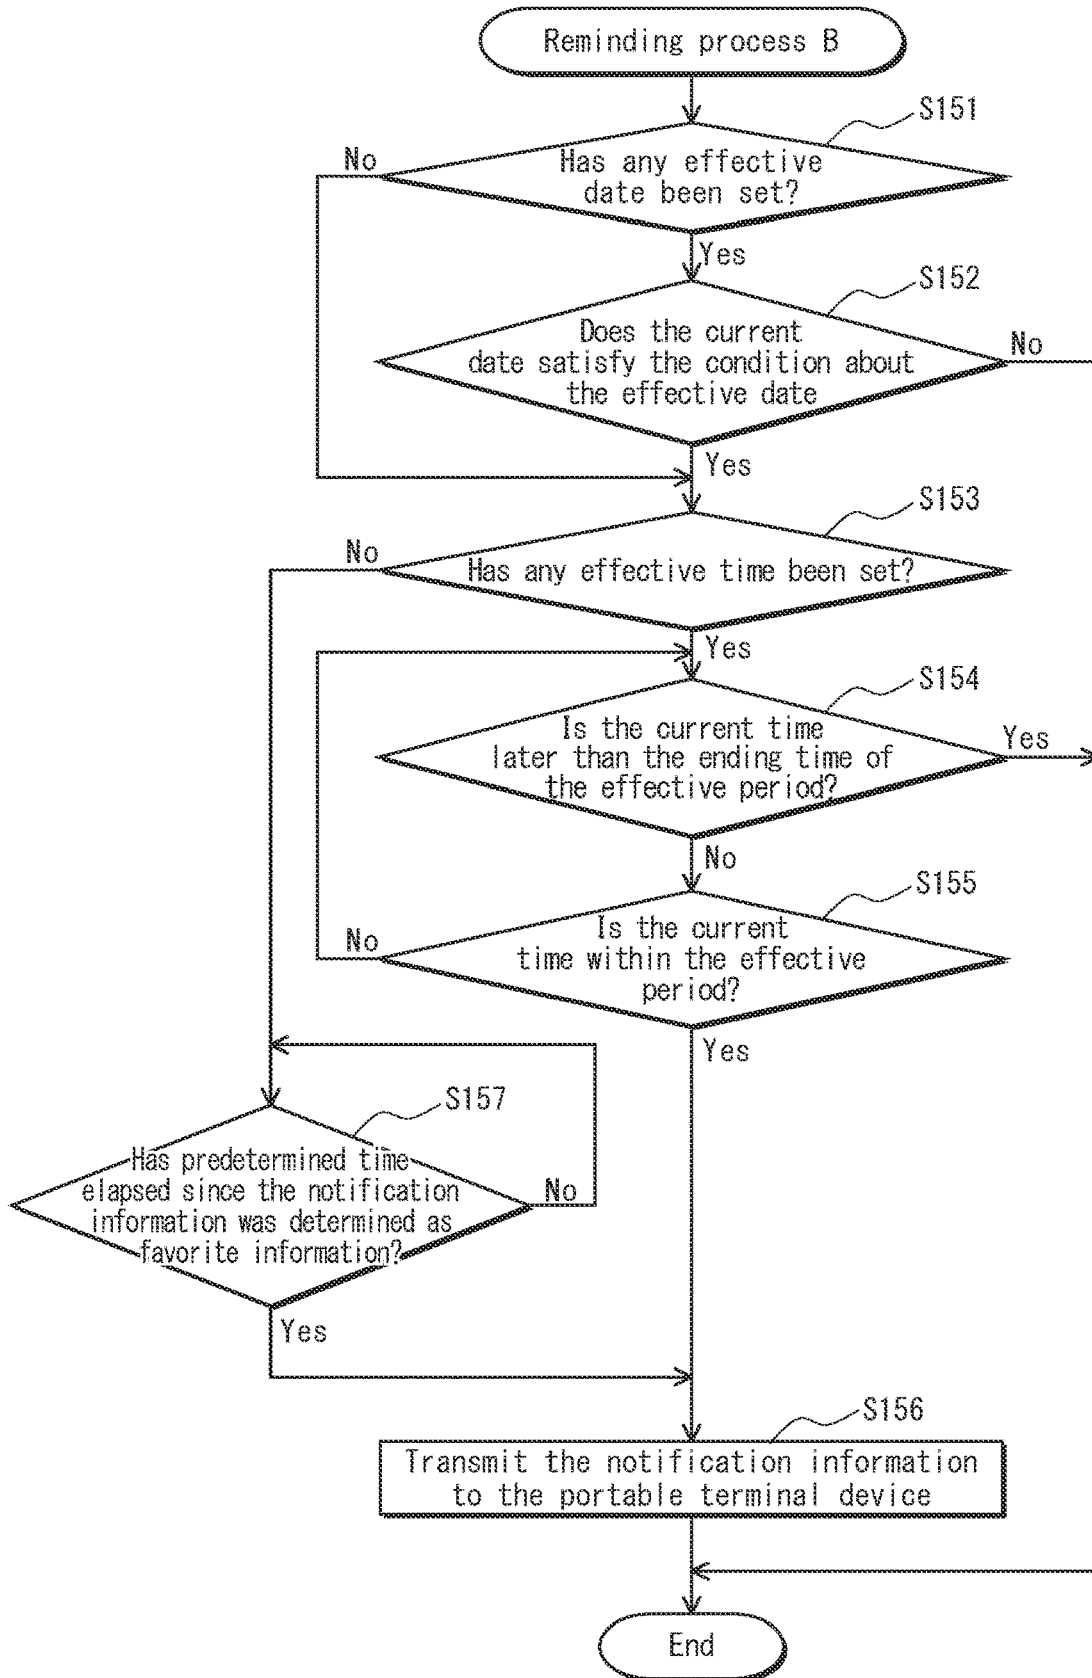 Reminding process B
S151
No
Has any effective
date been set?
Yes
S152
Does the current
date satisfy the condition about
the effective date
No
Yes
S153
No
Has any effective time been set?
Yes
S154
Is the current time
later than the ending time of
the effective period?
Yes
No
S155
Is the current
time within the effective
period?
No
Yes
S157
Has predetermined time
elapsed since the notification
information was determined as
favorite information?
No
Yes
S156
Transmit the notification information
to the portable terminal device
End